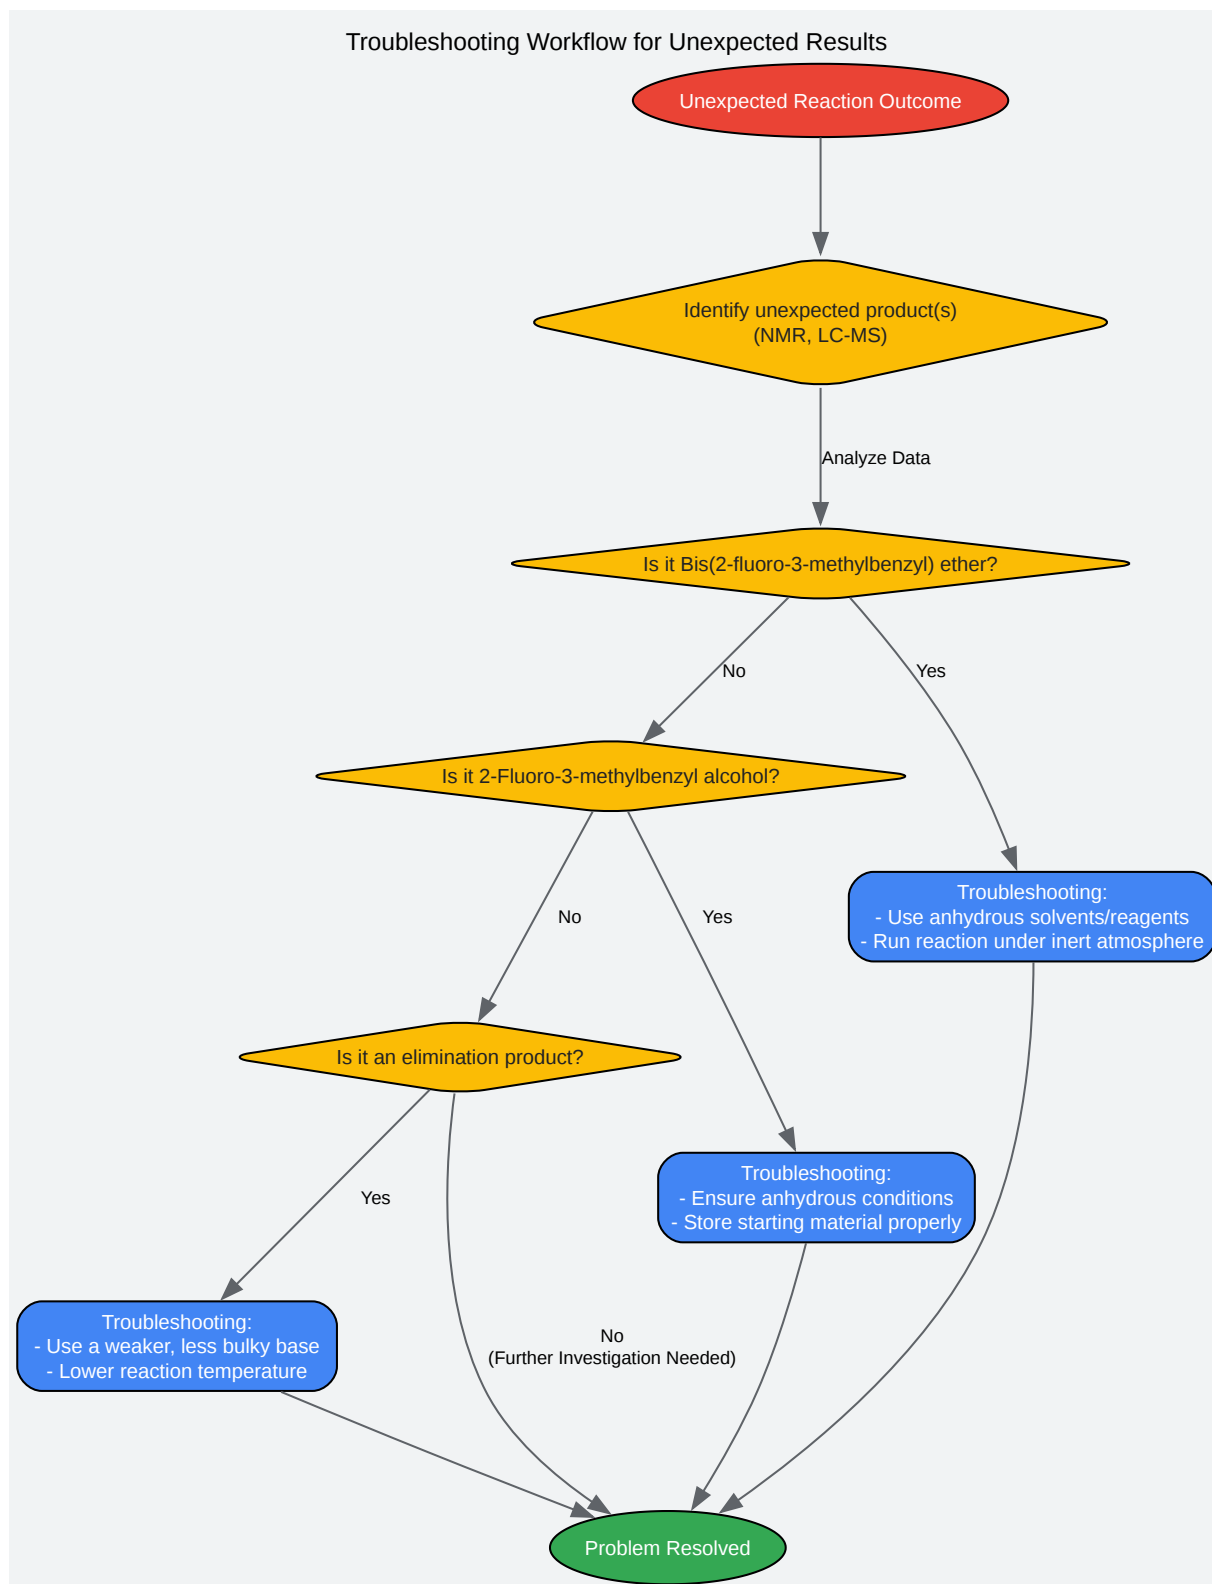 Troubleshooting Workflow for Unexpected Results
Unexpected Reaction Outcome
Identify unexpected product(s)
(NMR, LC-MS)
Analyze Data
Is it Bis(2-fluoro-3-methylbenzyl) ether?
No
Yes
Is it 2-Fluoro-3-methylbenzyl alcohol?
Troubleshooting:
- Use anhydrous solvents/reagents
- Run reaction under inert atmosphere
No
Yes
Is it an elimination product?
Troubleshooting:
- Ensure anhydrous conditions
- Store starting material properly
Yes
Troubleshooting:
- Use a weaker, less bulky base
- Lower reaction temperature
No
(Further Investigation Needed)
Problem Resolved